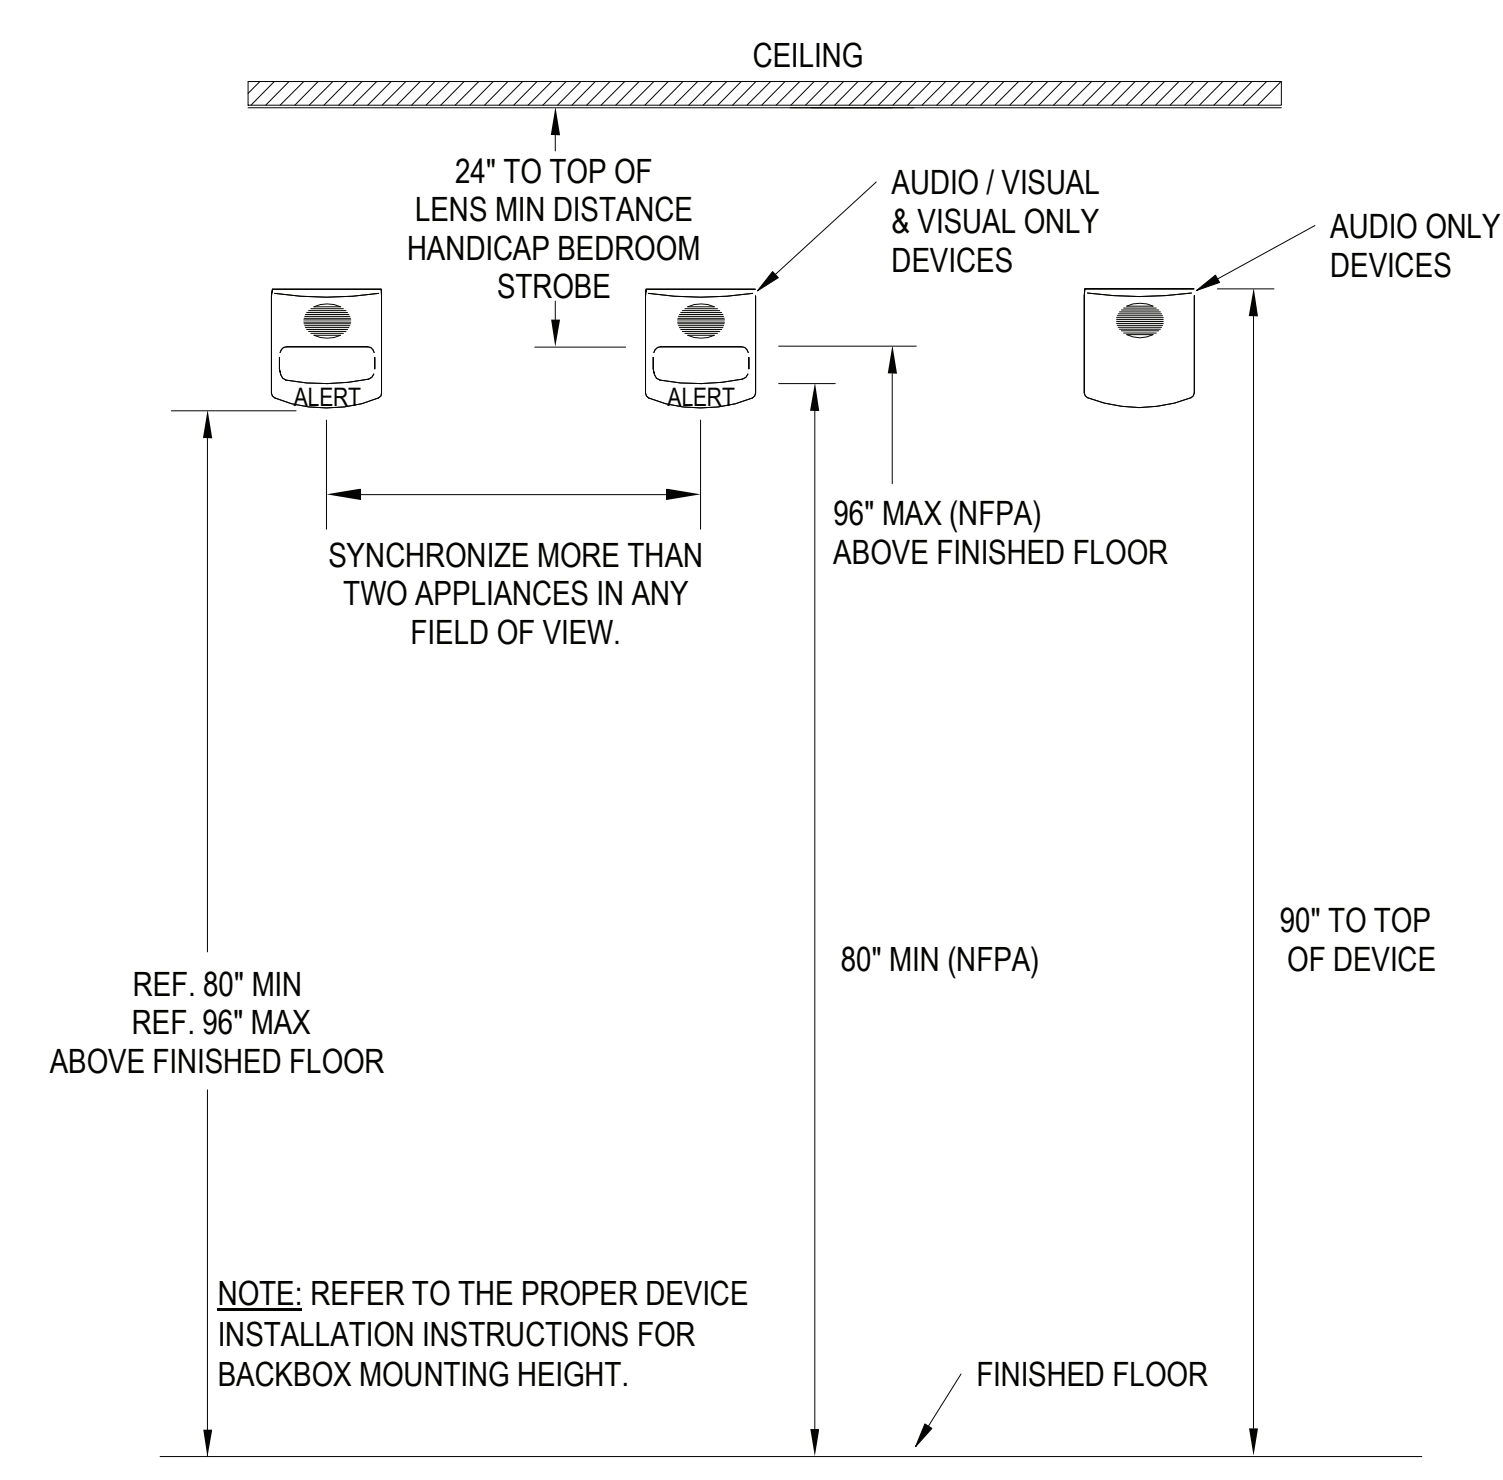 CEILING
24" TO TOP OF
LENS MIN DISTANCE
HANDICAP BEDROOM
STROBE
AUDIO / VISUAL
& VISUAL ONLY
DEVICES
AUDIO ONLY
DEVICES
ALERT
ALERT
96" MAX (NFPA)
ABOVE FINISHED FLOOR
SYNCHRONIZE MORE THAN
TWO APPLIANCES IN ANY
FIELD OF VIEW.
90" TO TOP
OF DEVICE
80" MIN (NFPA)
REF. 80" MIN
REF. 96" MAX
ABOVE FINISHED FLOOR
NOTE: REFER TO THE PROPER DEVICE
INSTALLATION INSTRUCTIONS FOR
BACKBOX MOUNTING HEIGHT.
FINISHED FLOOR